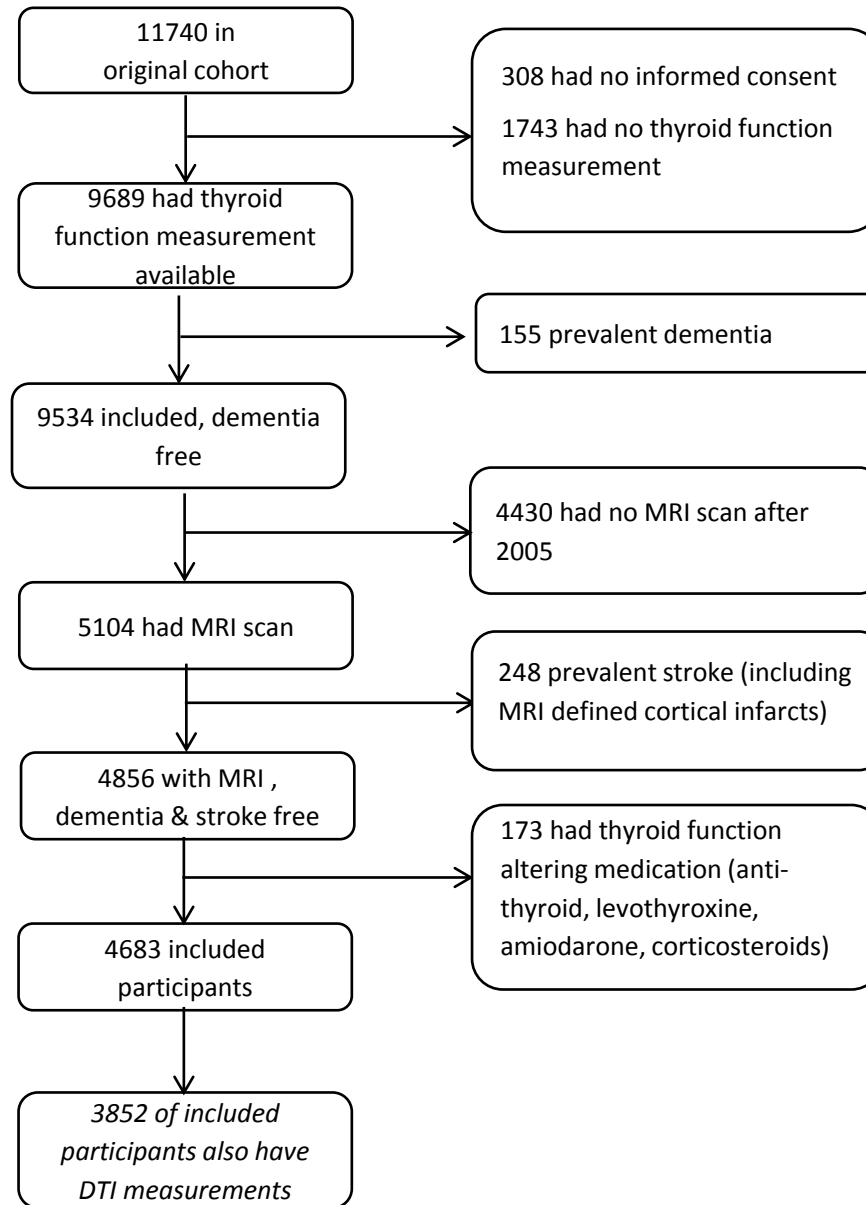 11740 in
original cohort
308 had no informed consent
1743 had no thyroid function
measurement
9689 had thyroid
function measurement
available
155 prevalent dementia
9534 included, dementia
free
4430 had no MRI scan after
2005
5104 had MRI scan
248 prevalent stroke (including
MRI defined cortical infarcts)
4856 with MRI ,
dementia & stroke free
173 had thyroid function
altering medication (anti-
thyroid, levothyroxine,
amiodarone, corticosteroids)
4683 included
participants
3852 of included
participants also have
DTI measurements